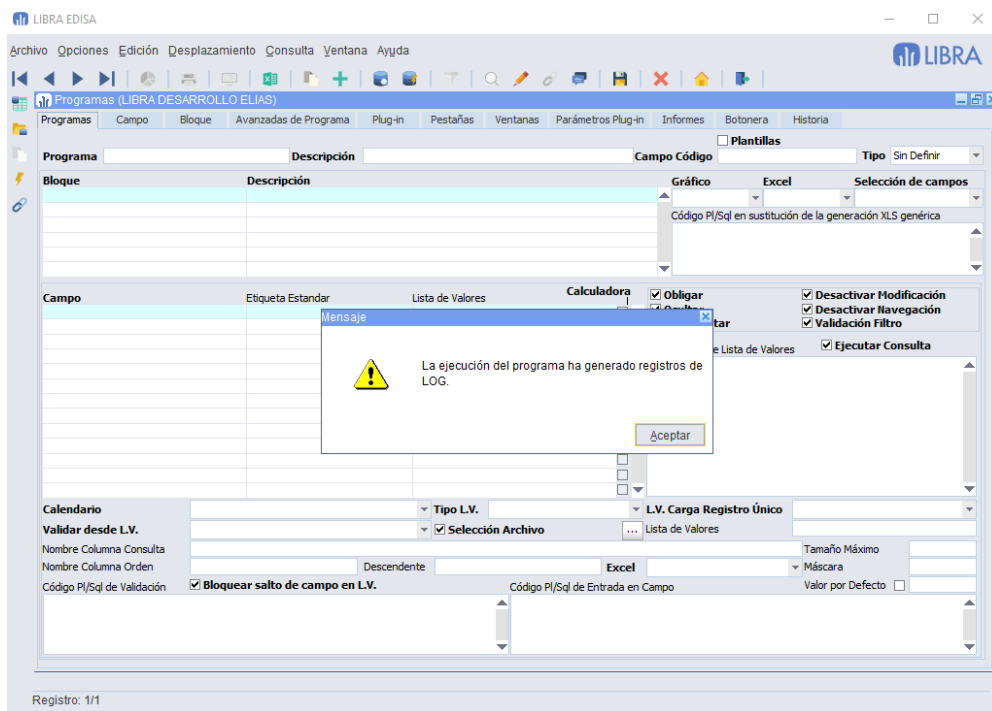 LIBRA EDISA
Archivo Opciones Edición Desplazamiento Consulta Ventana Ayuda
LIBRA
Programas (LIBRA DESARROLLO ELIAS)
Programas Campo Bloque Avanzadas de Programa Plug-in Pestañas Ventanas Parámetros Plug-in Informes Botonera Historia
Plantillas
Programa Descripción Campo Código Tipo Sin Definir
Bloque Descripción Gráfico Excel Selección de campos
Código Pl/Sql en sustitución de la generación XLS genérica
Campo Etiqueta Estandar Lista de Valores Calculadora
Obligar Desactivar Modificación
Desactivar Navegación
tar Validación Filtro
e Lista de Valores Ejecutar Consulta
Mensaje
La ejecución del programa ha generado registros de
LOG.
Aceptar
Calendario Tipo L.V. L.V. Carga Registro Único
Validar desde L.V. Selección Archivo ... Lista de Valores
Nombre Columna Consulta Tamaño Máximo
Nombre Columna Orden Descendente Excel Máscara
Código Pl/Sql de Validación Bloquear salto de campo en L.V. Código Pl/Sql de Entrada en Campo Valor por Defecto
Registro: 1/1